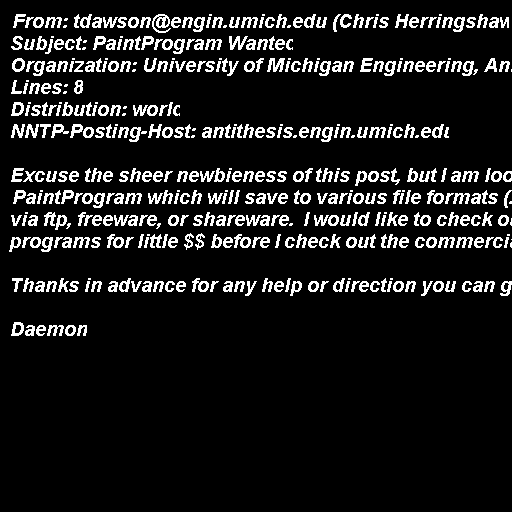 From: tdawson@engin.umich.edu (Chris Herringshaw
Subject: PaintProgram Wanted
Organization: University of Michigan Engineering, An
Lines: 8
Distribution: world
NNTP-Posting-Host: antithesis.engin.umich.edu
Excuse the sheer newbieness of this post, but I am loo
PaintProgram which will save to various file formats (
via ftp, freeware, or shareware. I would like to check o
programs for little $$ before I check out the commerci
Thanks in advance for any help or direction you can g
Daemon